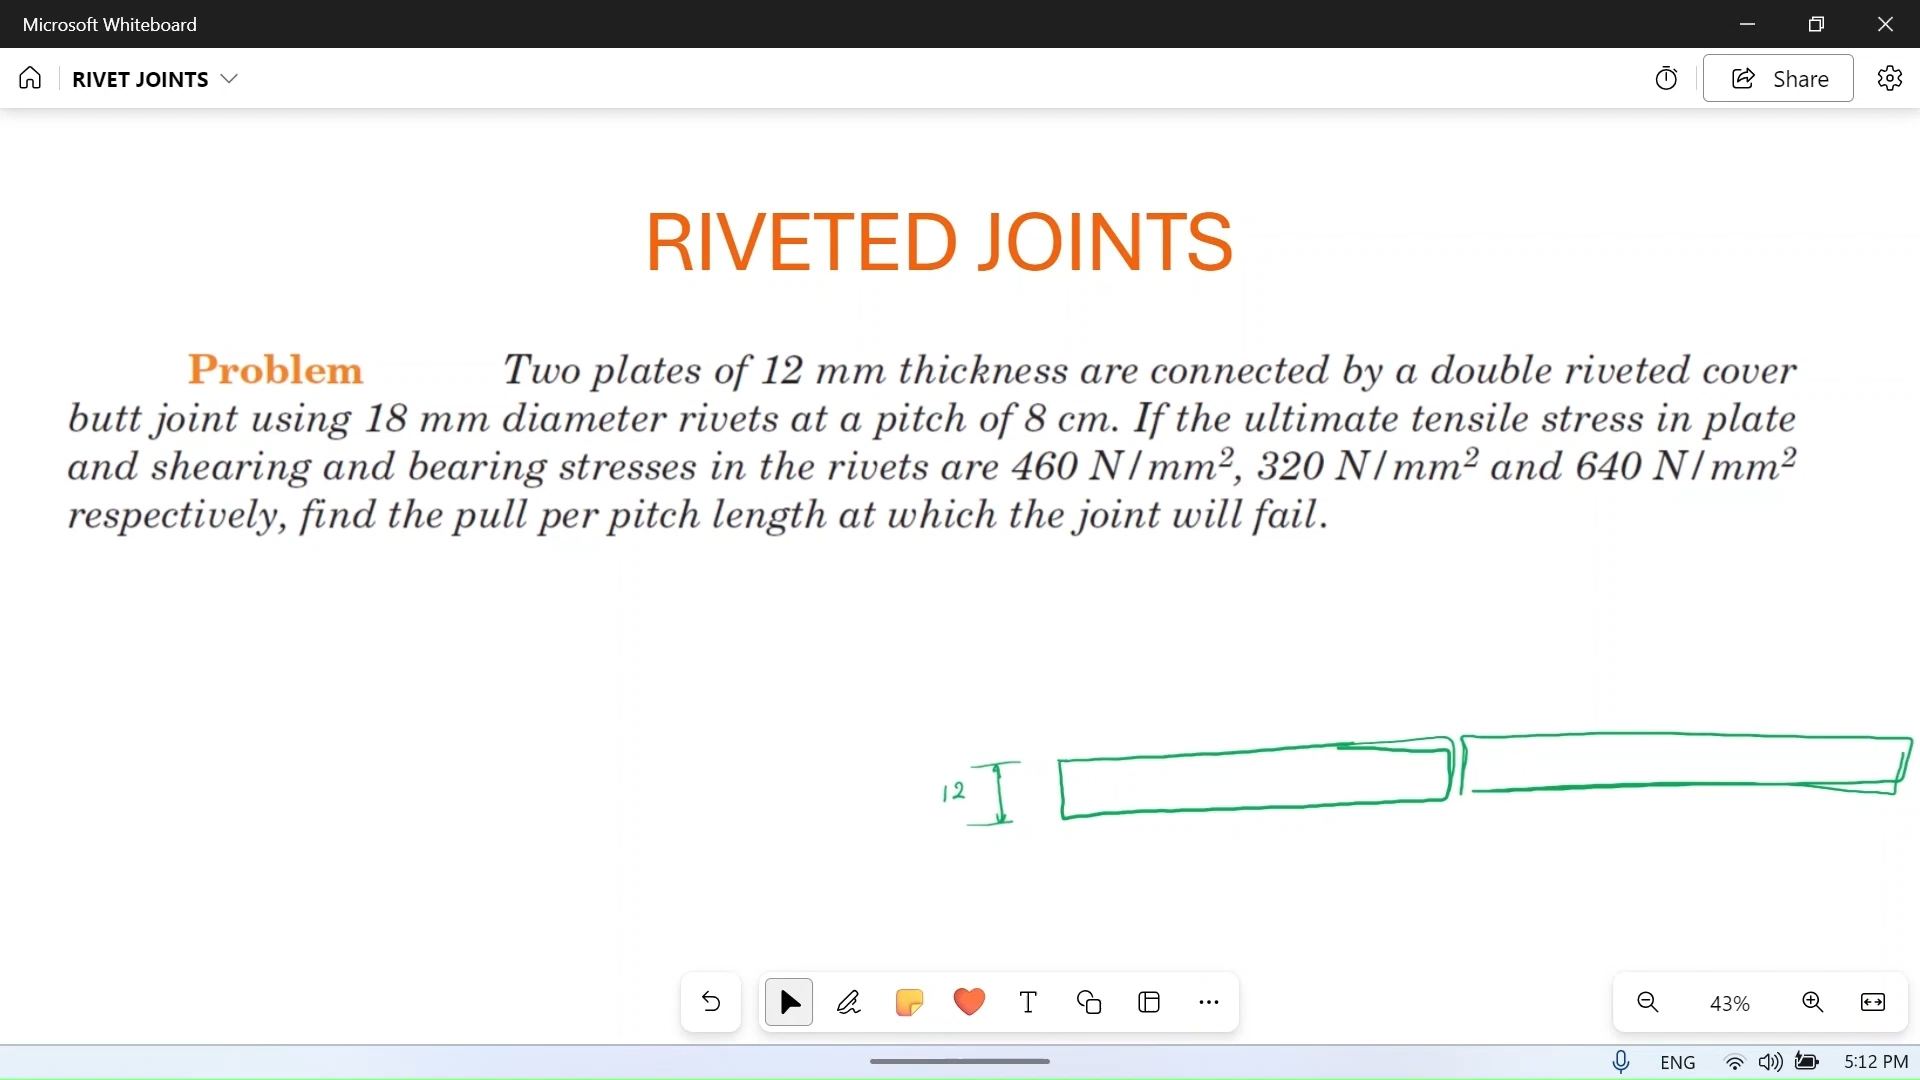 Microsoft Whiteboard
RIVET JOINTS
Share
RIVETED JOINTS
Problem Two plates of 12 mm thickness are connected by a double riveted cover
butt joint using 18 mm diameter rivets at a pitch of 8 cm. If the ultimate tensile stress in plate
and shearing and bearing stresses in the rivets are 460 N/mm², 320 N/mm² and 640 N/mm²
respectively, find the pull per pitch length at which the joint will fail.
12
43%
ENG
5:12 PM